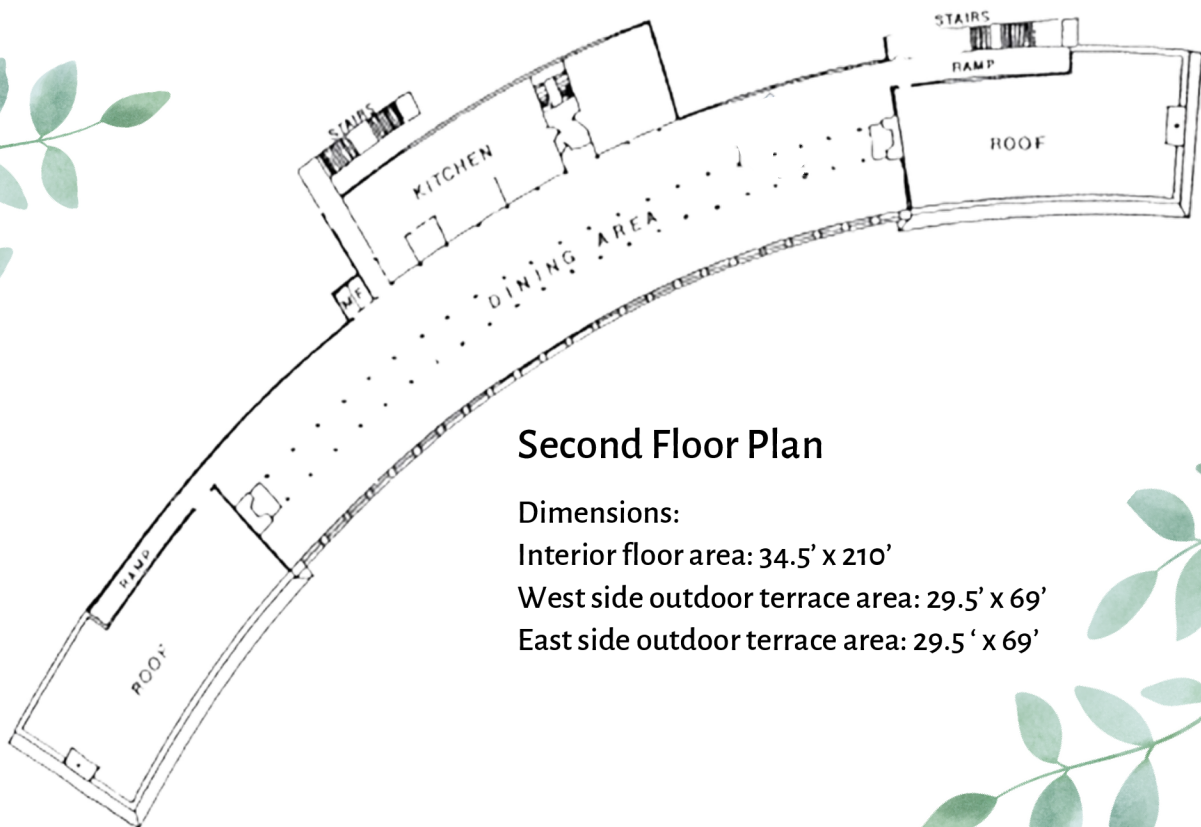 STAIRS
RAMP
ROOF
STAIRS
KITCHEN
DINING AREA
M F
RAMP
ROOF
Second Floor Plan
Dimensions:
Interior floor area: 34.5’ x 210’
West side outdoor terrace area: 29.5’ x 69’
East side outdoor terrace area: 29.5 ‘ x 69’